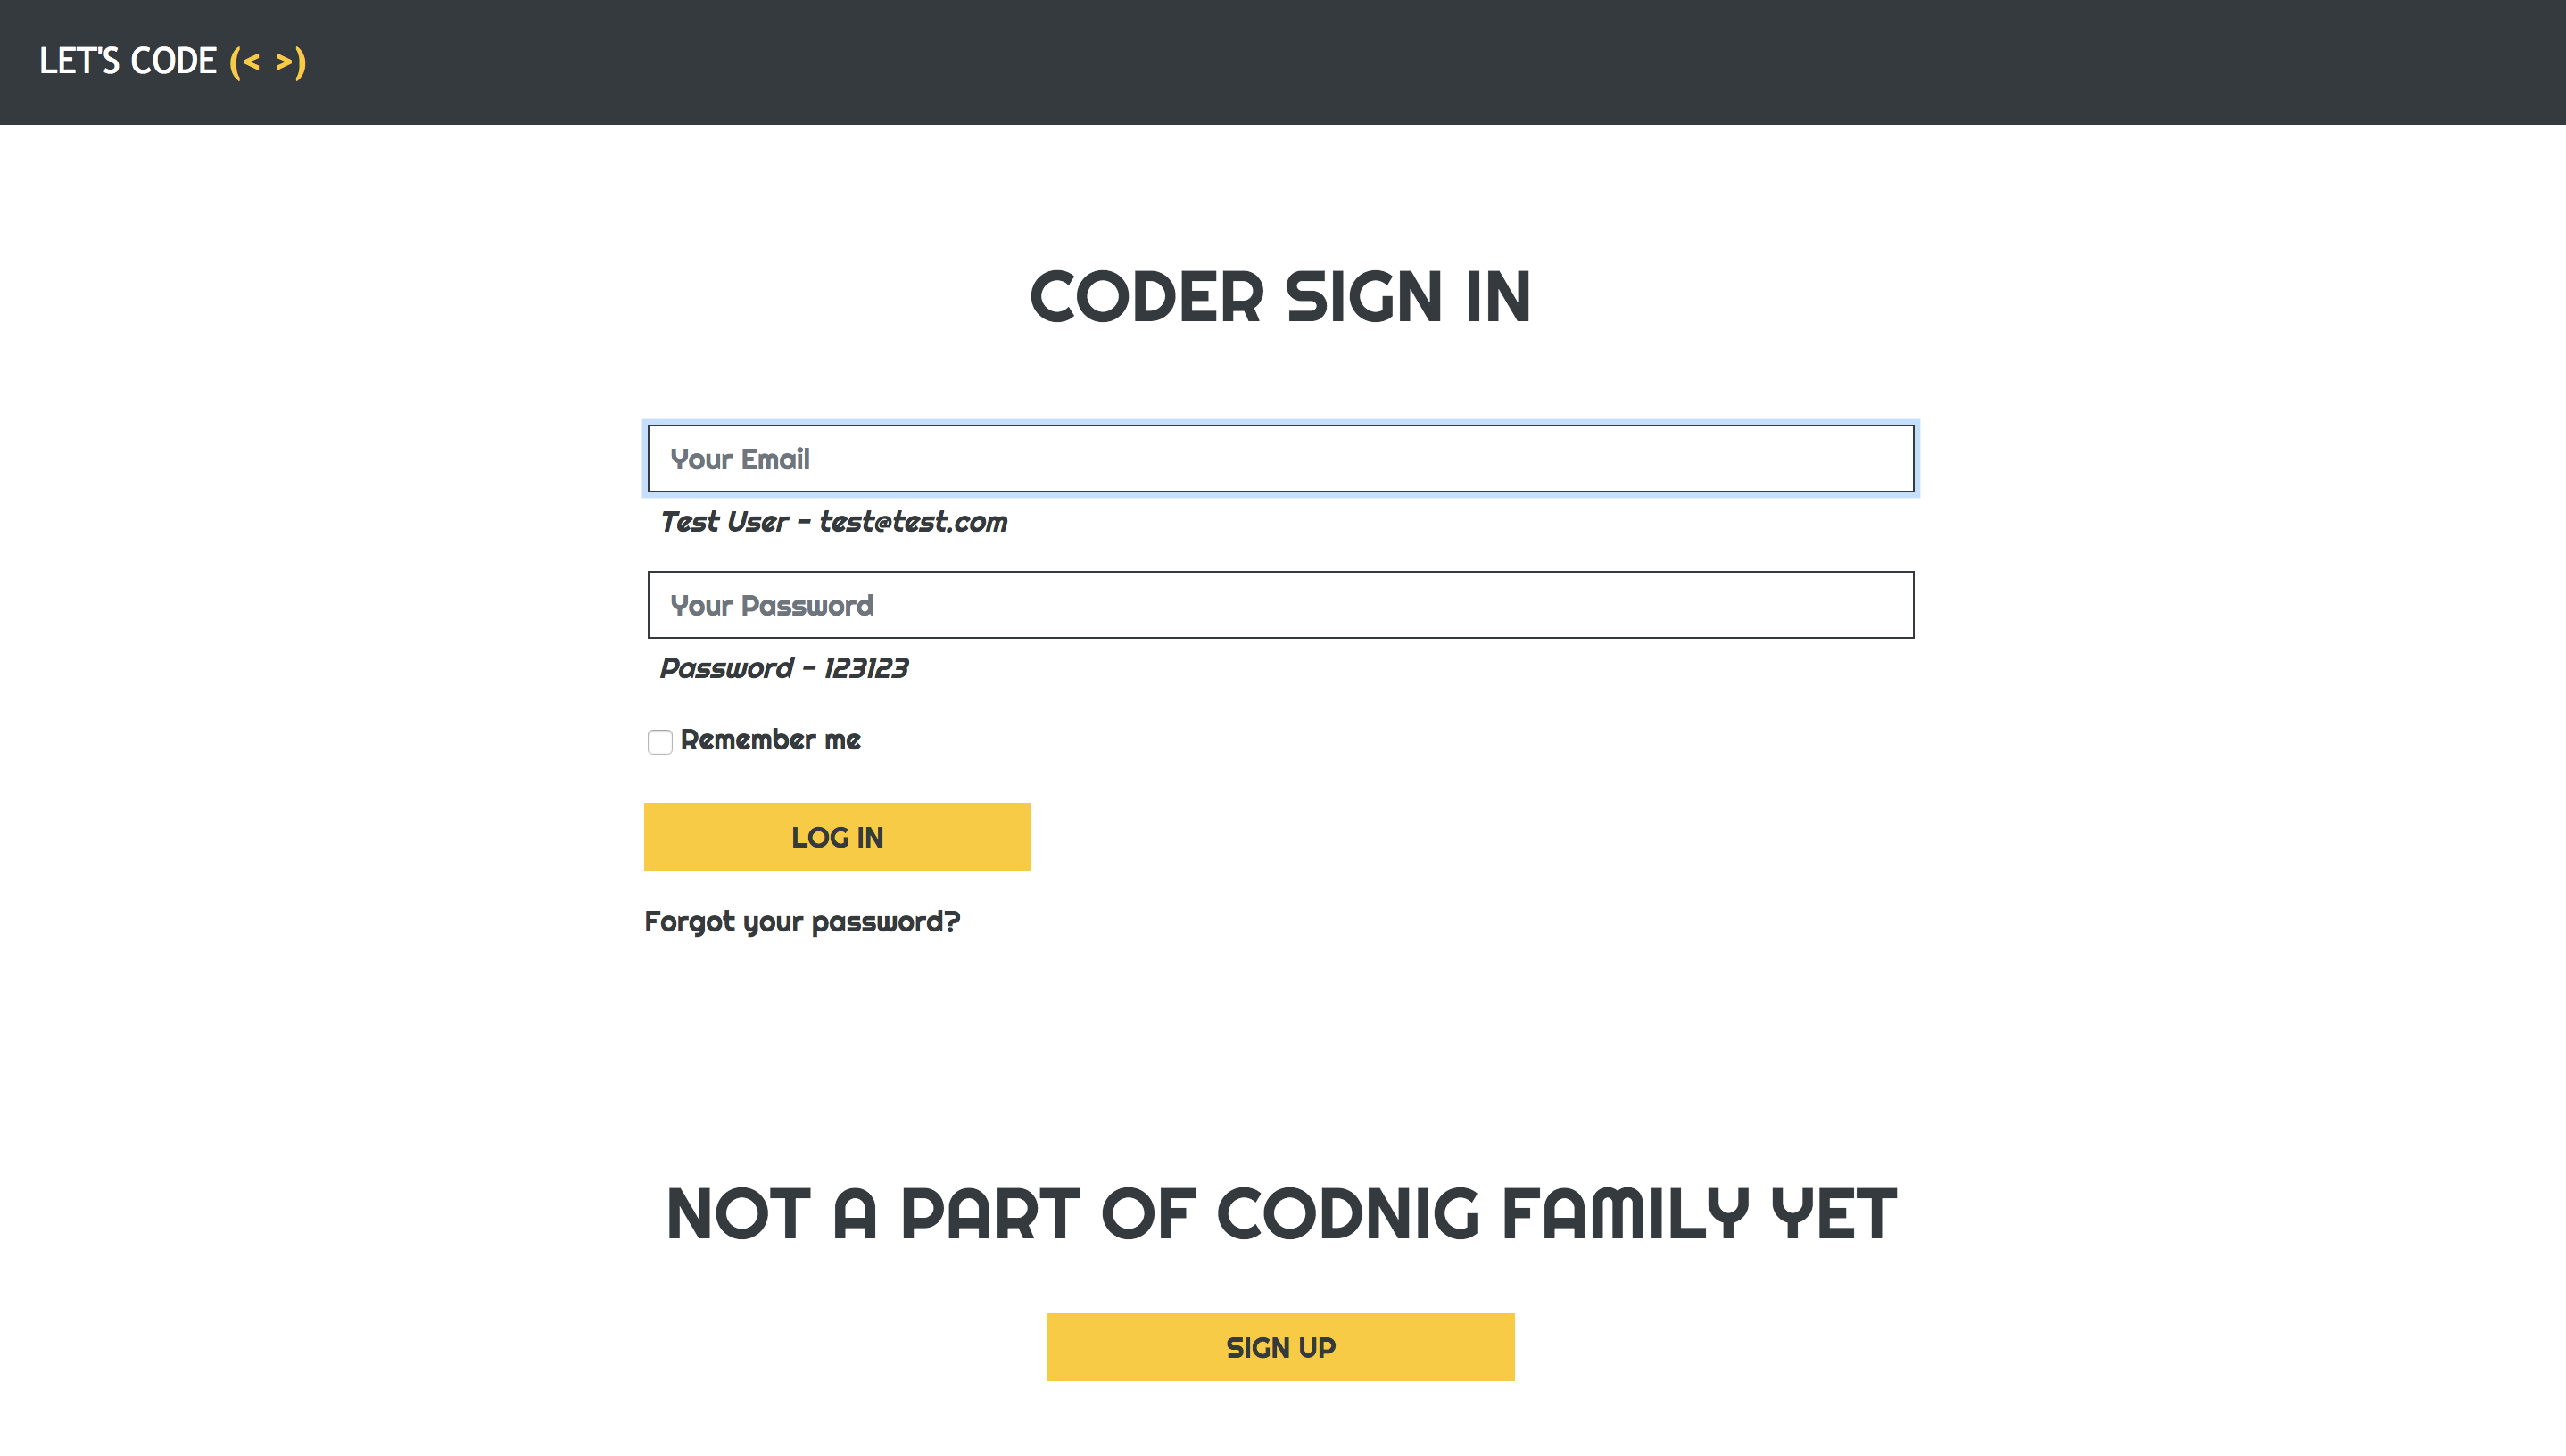 LET'S CODE (< >)
CODER SIGN IN
Your Email
Test User - test@test.com
Your Password
Password - 123123
Remember me
LOG IN
Forgot your password?
NOT A PART OF CODNIG FAMILY YET
SIGN UP